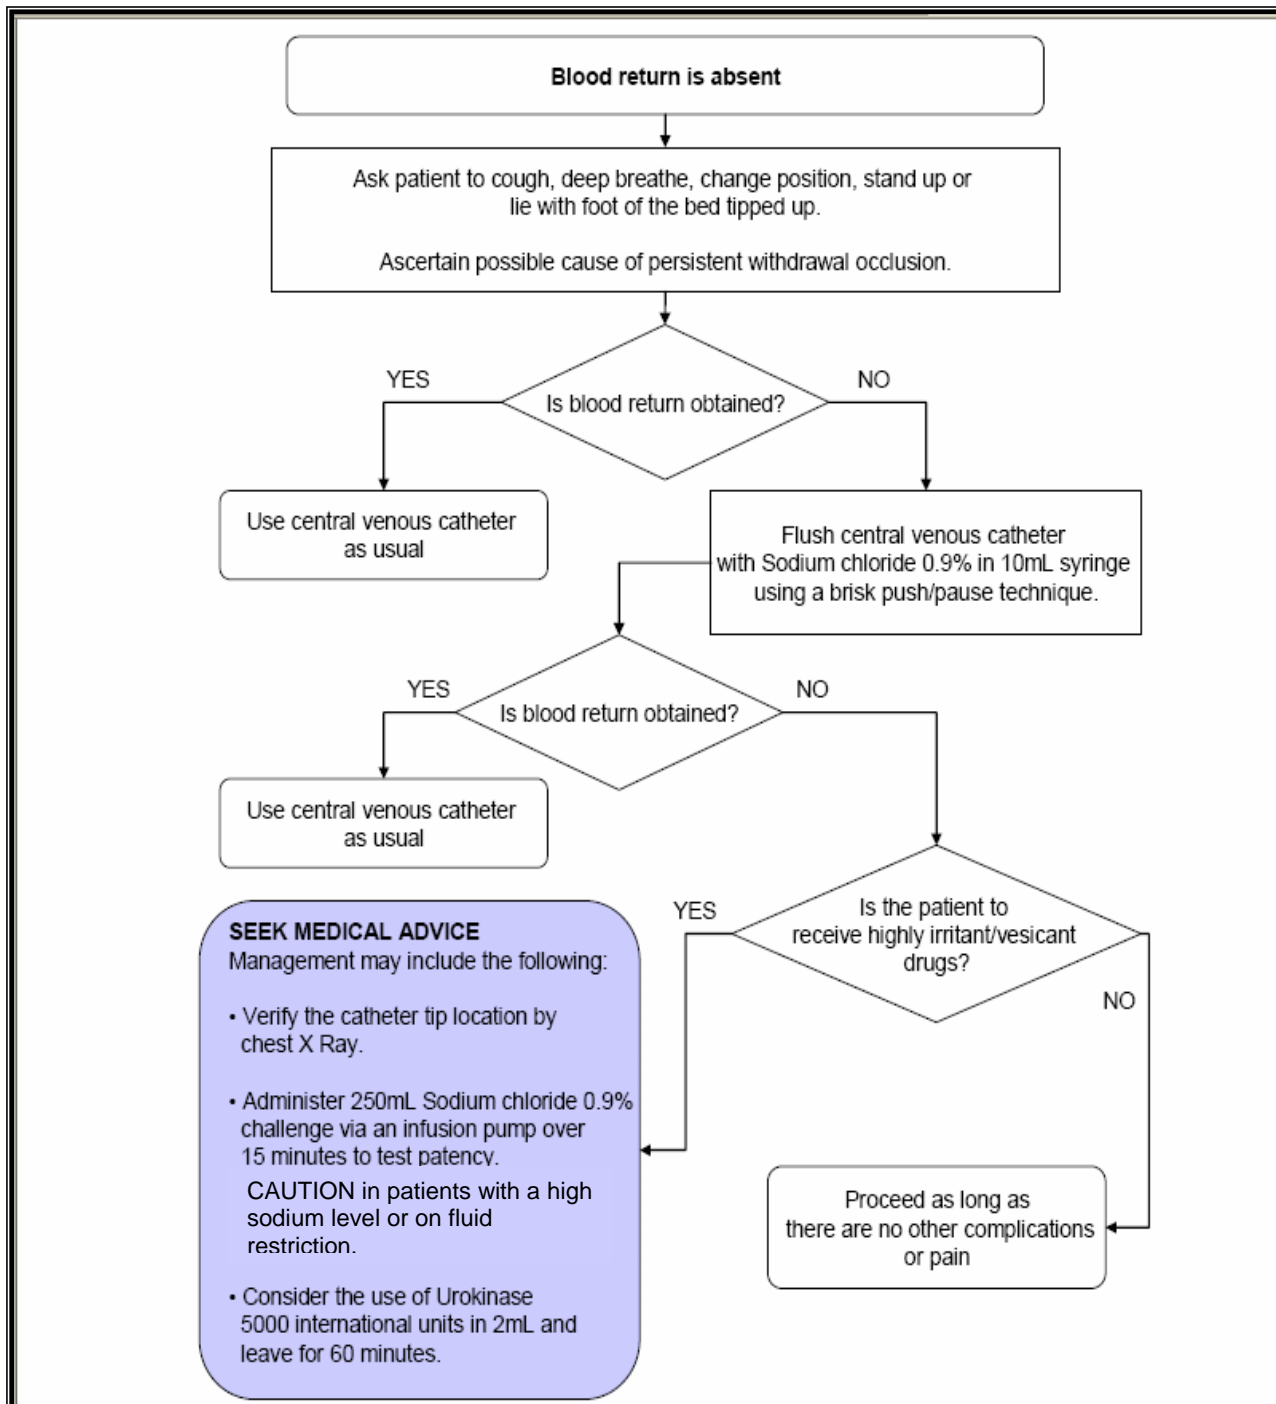 Blood return is absent
Ask patient to cough, deep breathe, change position, stand up or
lie with foot of the bed tipped up.
Ascertain possible cause of persistent withdrawal occlusion.
YES
NO
Is blood return obtained?
Use central venous catheter
as usual
Flush central venous catheter
with Sodium chloride 0.9% in 10mL syringe
using a brisk push/pause technique.
YES
NO
Is blood return obtained?
Use central venous catheter
as usual
YES
Is the patient to
receive highly irritant/vesicant
drugs?
NO
SEEK MEDICAL ADVICE
Management may include the following:
• Verify the catheter tip location by
chest X Ray.
• Administer 250mL Sodium chloride 0.9%
challenge via an infusion pump over
15 minutes to test patency.
CAUTION in patients with a high
sodium level or on fluid
restriction.
• Consider the use of Urokinase
5000 international units in 2mL and
leave for 60 minutes.
Proceed as long as
there are no other complications
or pain